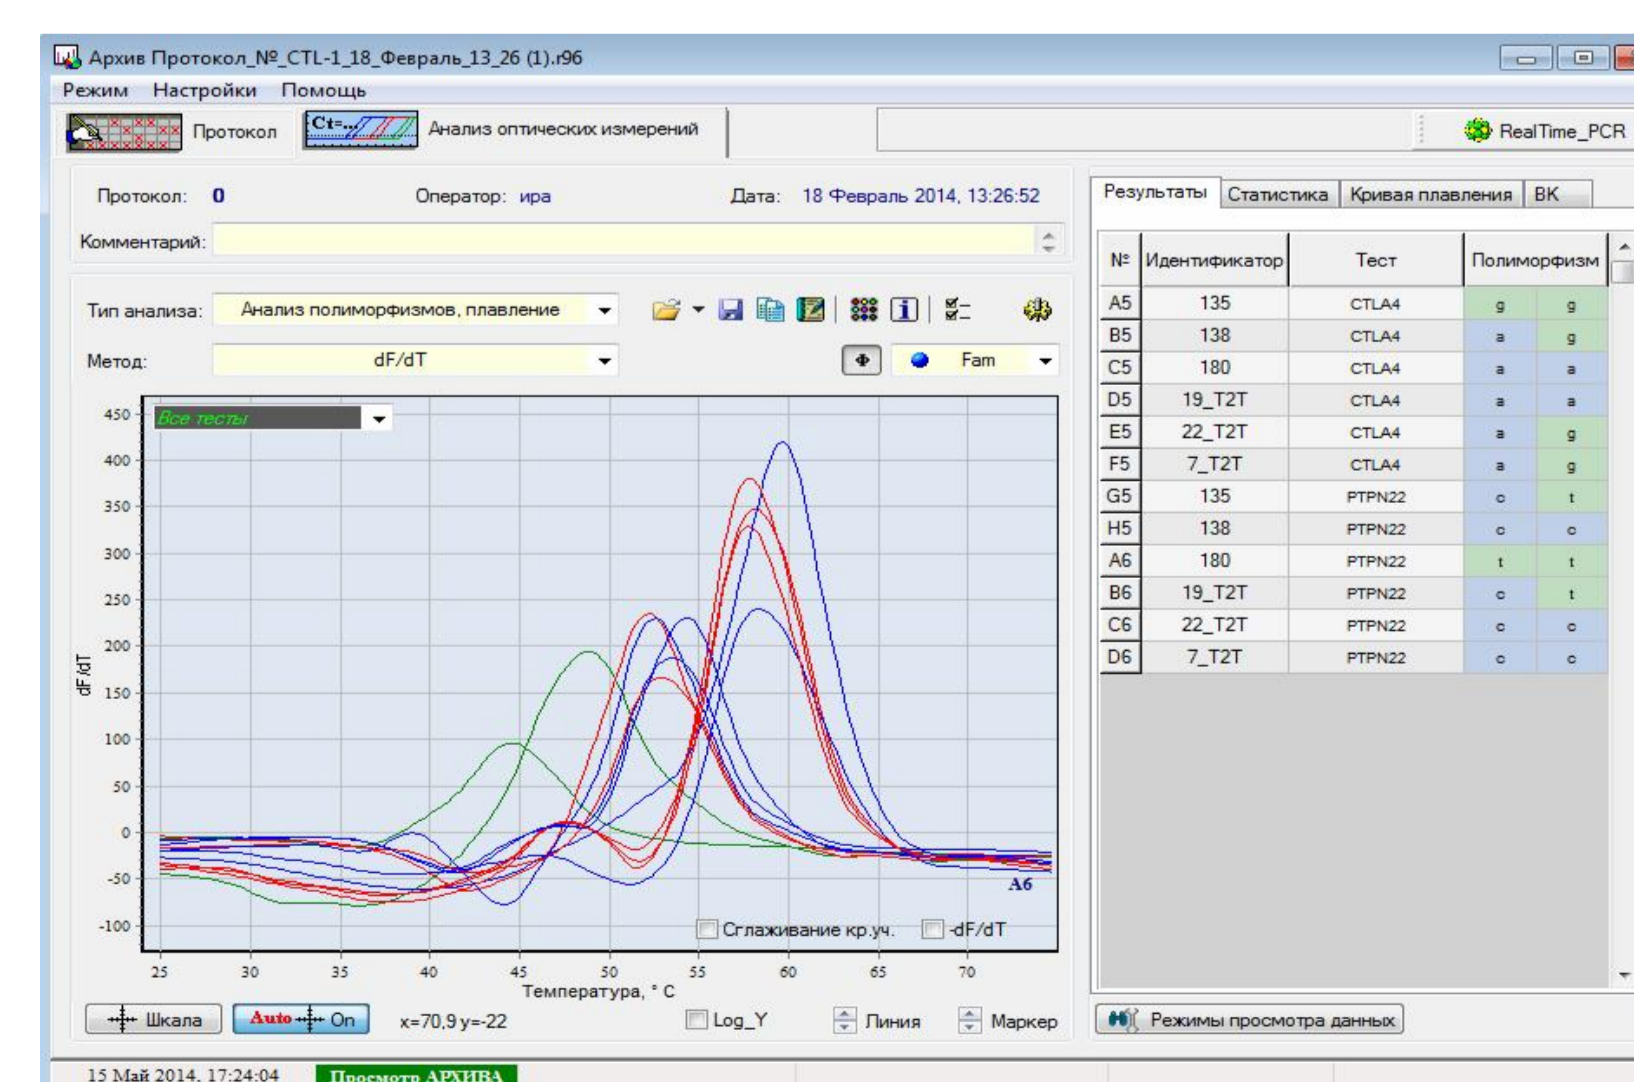 Архив Протокол_№_CTL-1_18_Февраль_13_26 (1).r96
Режим Настройки Помощь
Протокол Ct=... Анализ оптических измерений RealTime_PCR
Протокол: 0 Оператор: ира Дата: 18 Февраль 2014, 13:26:52
Комментарий:
Тип анализа: Анализ полиморфизмов, плавление
Метод: dF/dT Ф Fam
Все тесты
450
400
350
300
250
200
150
100
50
0
-50
-100
dF/dT
A6
Сглаживание кр.уч. -dF/dT
25 30 35 40 45 50 55 60 65 70
Температура, ° C
Шкала Auto On x=70,9 y=-22 Log_Y Линия Маркер
Результаты Статистика Кривая плавления ВК
№ Идентификатор Тест Полиморфизм
A5 135 CTLA4 g g
B5 138 CTLA4 a g
C5 180 CTLA4 a a
D5 19_T2T CTLA4 a a
E5 22_T2T CTLA4 a g
F5 7_T2T CTLA4 a g
G5 135 PTPN22 c t
H5 138 PTPN22 c c
A6 180 PTPN22 t t
B6 19_T2T PTPN22 c t
C6 22_T2T PTPN22 c c
D6 7_T2T PTPN22 c c
Режимы просмотра данных
15 Май 2014, 17:24:04 Просмотр АРХИВА